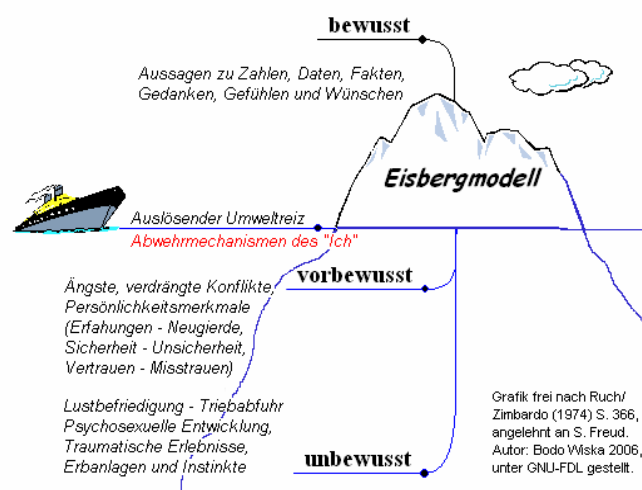 bewusst
Aussagen zu Zahlen, Daten, Fakten,
Gedanken, Gefühlen und Wünschen
Eisbergmodell
Auslösender Umweltreiz
Abwehrmechanismen des "Ich"
vorbewusst
Ängste, verdrängte Konflikte,
Persönlichkeitsmerkmale
(Erfahungen - Neugierde,
Sicherheit - Unsicherheit,
Vertrauen - Misstrauen)
Lustbefriedigung - Triebabfuhr
Psychosexuelle Entwicklung,
Traumatische Erlebnisse,
Erbanlagen und Instinkte
unbewusst
Grafik frei nach Ruch/
Zimbardo (1974) S. 366,
angelehnt an S. Freud.
Autor: Bodo Wiska 2006,
unter GNU-FDL gestellt.